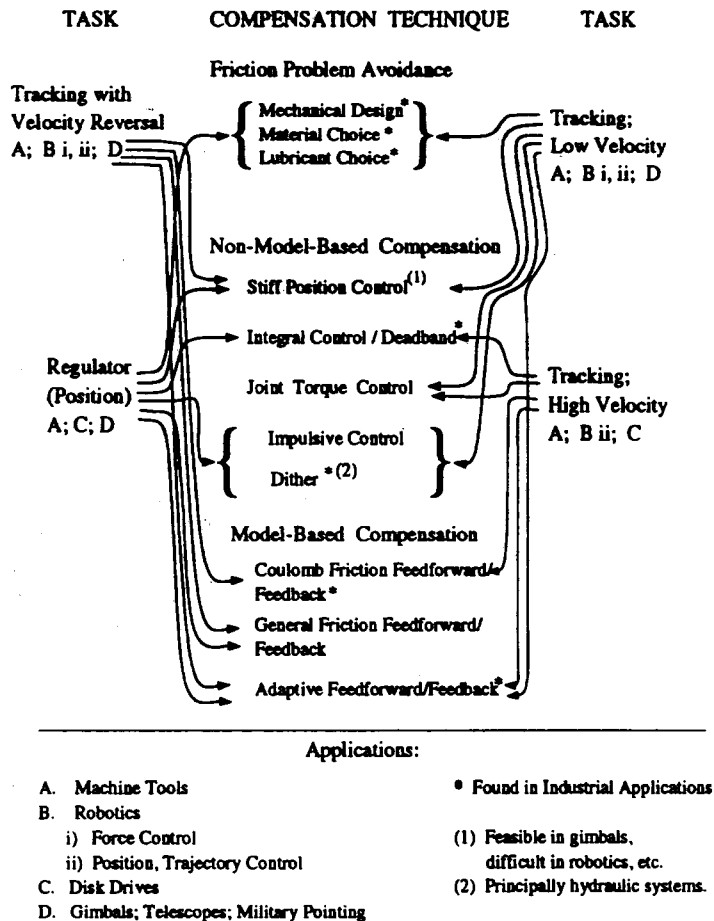 TASK COMPENSATION TECHNIQUE TASK
Friction Problem Avoidance
Tracking with
Velocity Reversal
A; B i, ii; D
Mechanical Design*
Material Choice *
Lubricant Choice*
Tracking;
Low Velocity
A; B i, ii; D
Non-Model-Based Compensation
Stiff Position Control(1)
Integral Control / Deadband*
Regulator
(Position)
A; C; D
Joint Torque Control
Tracking;
High Velocity
A; B ii; C
Impulsive Control
Dither *(2)
Model-Based Compensation
Coulomb Friction Feedforward/
Feedback*
General Friction Feedforward/
Feedback
Adaptive Feedforward/Feedback*
Applications:
A. Machine Tools
B. Robotics
i) Force Control
ii) Position, Trajectory Control
C. Disk Drives
D. Gimbals; Telescopes; Military Pointing
* Found in Industrial Applications
(1) Feasible in gimbals,
difficult in robotics, etc.
(2) Principally hydraulic systems.